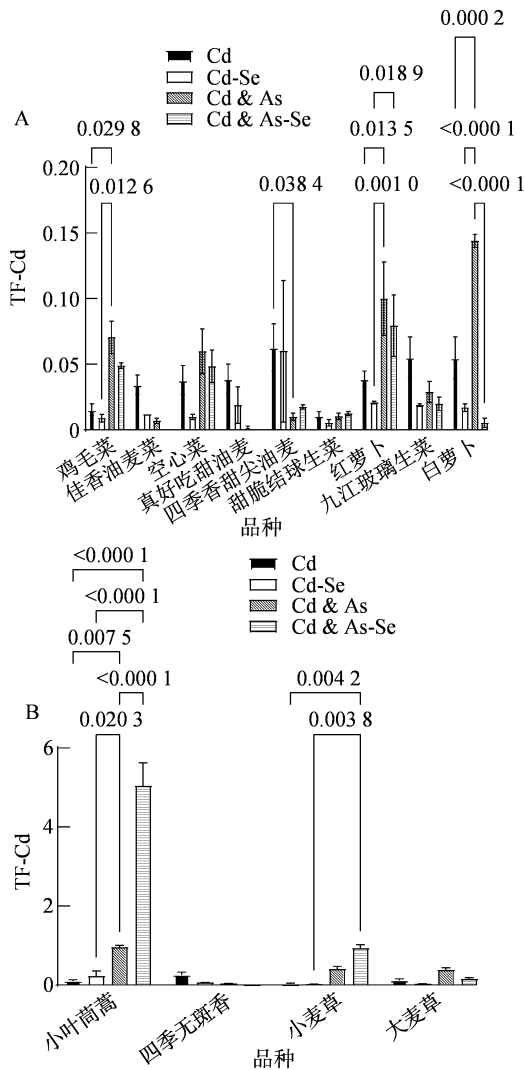 0.000 2
Cd
Cd-Se
Cd & As
Cd & As-Se
0.018 9
A
0.029 8
0.013 5
<0.000 1
0.012 6
0.038 4
0.001 0
<0.000 1
0.20
0.15
0.10
0.05
0
TF-Cd
鸡毛菜
佳香油麦菜
空心菜
真好吃甜油麦
四季香甜尖油麦
甜脆结球生菜
红萝卜
九江玻璃生菜
白萝卜
品种
<0.000 1
Cd
Cd-Se
Cd & As
Cd & As-Se
<0.000 1
0.007 5
<0.000 1
0.004 2
B
0.020 3
0.003 8
6
4
2
0
TF-Cd
小叶茼蒿
四季无斑香
小麦草
大麦草
品种